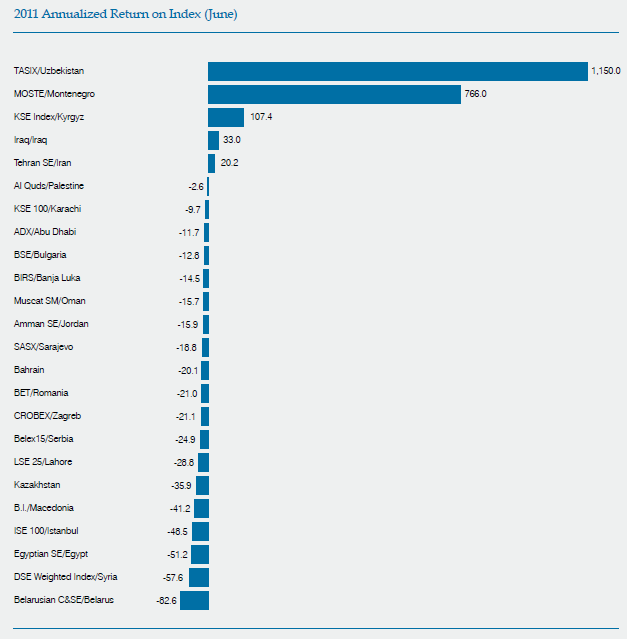 2011 Annualized Return on Index (June)
TASIX/Uzbekistan 1,150.0
MOSTE/Montenegro 766.0
KSE Index/Kyrgyz 107.4
Iraq/Iraq 33.0
Tehran SE/Iran 20.2
Al Quds/Palestine -2.6
KSE 100/Karachi -9.7
ADX/Abu Dhabi -11.7
BSE/Bulgaria -12.8
BIRS/Banja Luka -14.5
Muscat SM/Oman -15.7
Amman SE/Jordan -15.9
SASX/Sarajevo -18.8
Bahrain -20.1
BET/Romania -21.0
CROBEX/Zagreb -21.1
Belex15/Serbia -24.9
LSE 25/Lahore -28.8
Kazakhstan -35.9
B.I./Macedonia -41.2
ISE 100/Istanbul -48.5
Egyptian SE/Egypt -51.2
DSE Weighted Index/Syria -57.6
Belarusian C&SE/Belarus -82.6